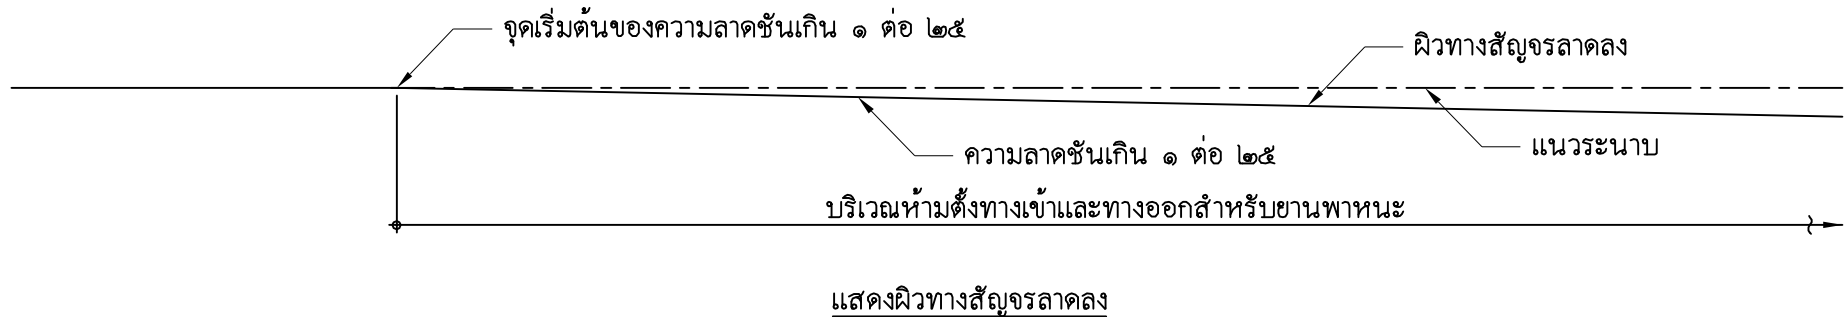 จุดเริ่มต้นของความลาดชันเกิน ๑ ต่อ ๒๕
ผิวทางสัญจรลาดลง
ความลาดชันเกิน ๑ ต่อ ๒๕
แนวระนาบ
บริเวณห้ามตั้งทางเข้าและทางออกสำหรับยานพาหนะ
แสดงผิวทางสัญจรลาดลง